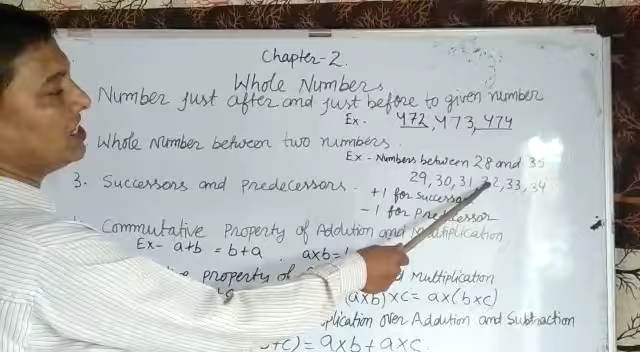 Chapter-2.
Whole Numbers
Number just after and just before to given number
Ex. 472, 473, 474
Whole Number between two numbers.
Ex - Numbers between 28 and 35
29, 30, 31, 32, 33, 34
3. Successors and predecessors.
+1 for successor
-1 for predecessor
Commutative Property of Addition and Multiplication
Ex- a+b = b+a, axb=
property of Multiplication
(axb)xc = ax(bxc)
over Addition and Subtraction
+c) = axb+axc.